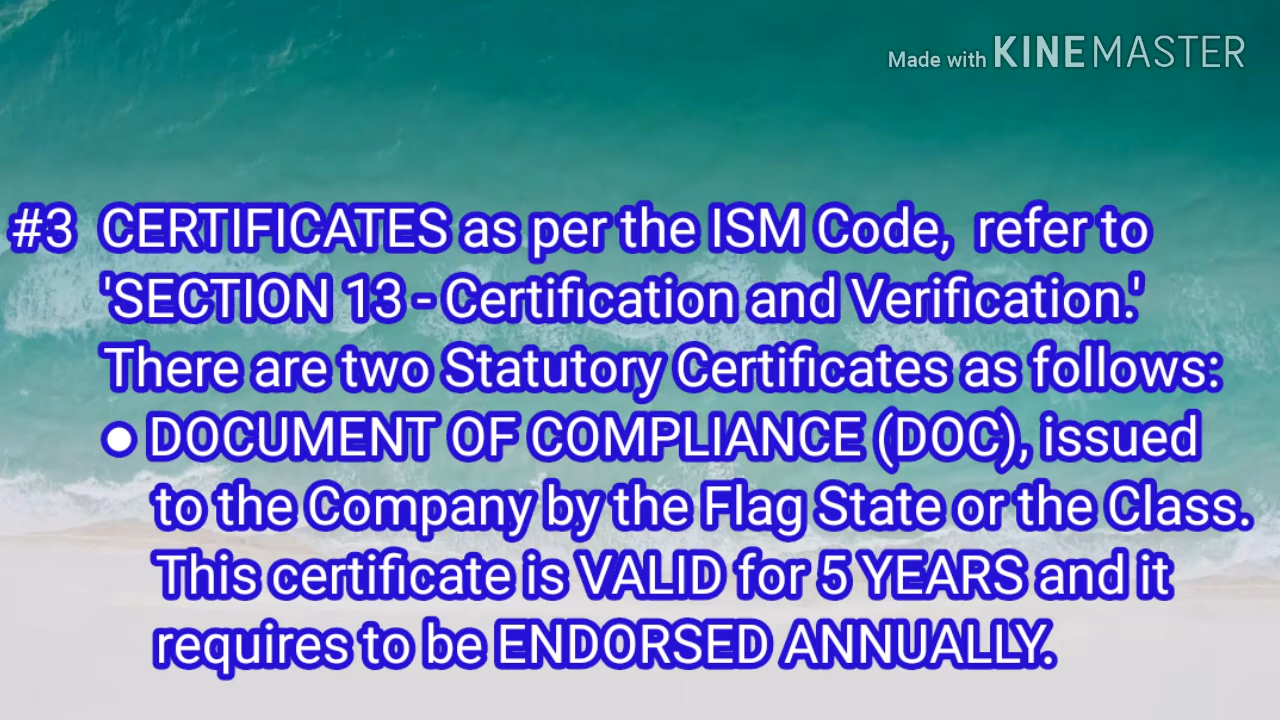 Made with KINEMASTER
#3 CERTIFICATES as per the ISM Code, refer to
'SECTION 13 - Certification and Verification.'
There are two Statutory Certificates as follows:
● DOCUMENT OF COMPLIANCE (DOC), issued
to the Company by the Flag State or the Class.
This certificate is VALID for 5 YEARS and it
requires to be ENDORSED ANNUALLY.